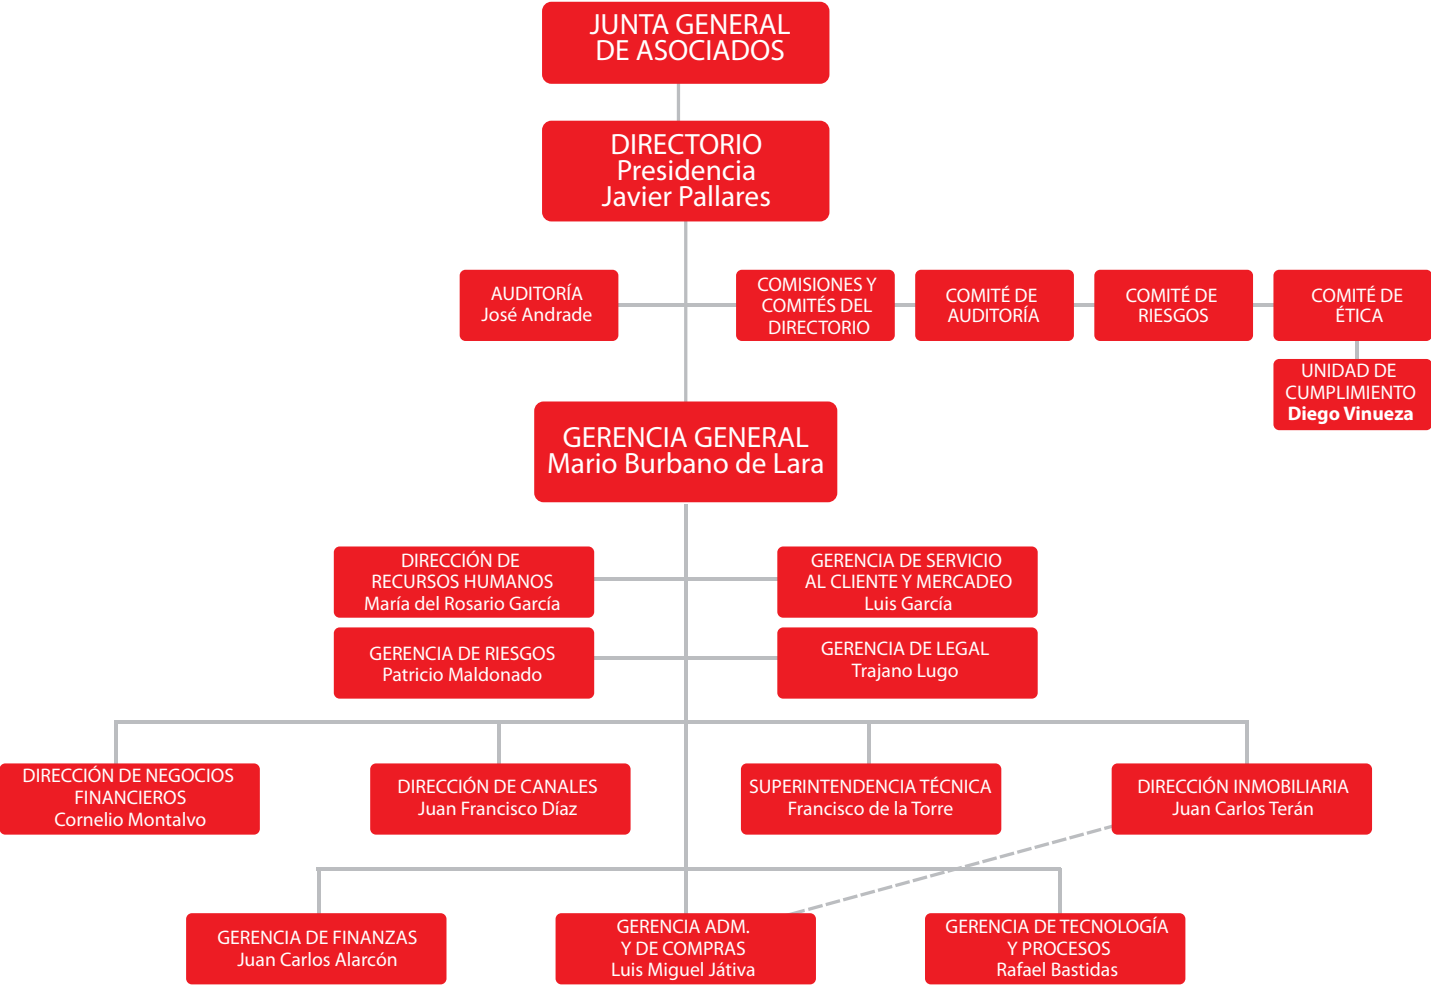 JUNTA GENERAL
DE ASOCIADOS
DIRECTORIO
Presidencia
Javier Pallares
AUDITORÍA
José Andrade
COMISIONES Y
COMITÉS DEL
DIRECTORIO
COMITÉ DE
AUDITORÍA
COMITÉ DE
RIESGOS
COMITÉ DE
ÉTICA
UNIDAD DE
CUMPLIMIENTO
Diego Vinueza
GERENCIA GENERAL
Mario Burbano de Lara
DIRECCIÓN DE
RECURSOS HUMANOS
María del Rosario García
GERENCIA DE SERVICIO
AL CLIENTE Y MERCADEO
Luis García
GERENCIA DE RIESGOS
Patricio Maldonado
GERENCIA DE LEGAL
Trajano Lugo
DIRECCIÓN DE NEGOCIOS
FINANCIEROS
Cornelio Montalvo
DIRECCIÓN DE CANALES
Juan Francisco Díaz
SUPERINTENDENCIA TÉCNICA
Francisco de la Torre
DIRECCIÓN INMOBILIARIA
Juan Carlos Terán
GERENCIA DE FINANZAS
Juan Carlos Alarcón
GERENCIA ADM.
Y DE COMPRAS
Luis Miguel Játiva
GERENCIA DE TECNOLOGÍA
Y PROCESOS
Rafael Bastidas